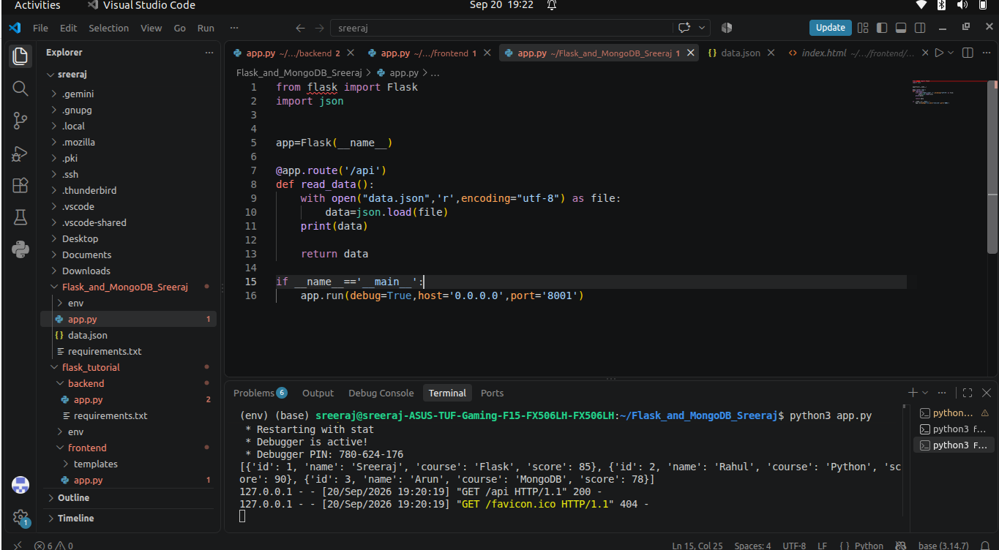 Activities Visual Studio Code Sep 20 19:22
File Edit Selection View Go Run ··· sreeraj Update
Explorer ···
sreeraj
.gemini
.gnupg
.local
.mozilla
.pki
.ssh
.thunderbird
.vscode
.vscode-shared
Desktop
Documents
Downloads
Flask_and_MongoDB_Sreeraj
env
app.py 1
data.json
requirements.txt
flask_tutorial
backend
app.py 2
requirements.txt
env
frontend
templates
app.py 1
Outline
Timeline
1
app.py ~/.../backend 2 app.py ~/.../frontend 1 app.py ~/Flask_and_MongoDB_Sreeraj 1 {} data.json <> index.html ~/.../frontend/... ···
Flask_and_MongoDB_Sreeraj > app.py > ...
1 from flask import Flask
2 import json
3
4
5 app=Flask(__name__)
6
7 @app.route('/api')
8 def read_data():
9 with open("data.json",'r',encoding="utf-8") as file:
10 data=json.load(file)
11 print(data)
12
13 return data
14
15 if __name__=='__main__':
16 app.run(debug=True,host='0.0.0.0',port='8001')
Problems 6 Output Debug Console Terminal Ports
(env) (base) sreeraj@sreeraj-ASUS-TUF-Gaming-F15-FX506LH-FX506LH:~/Flask_and_MongoDB_Sreeraj$ python3 app.py
* Restarting with stat
* Debugger is active!
* Debugger PIN: 780-624-176
[{'id': 1, 'name': 'Sreeraj', 'course': 'Flask', 'score': 85}, {'id': 2, 'name': 'Rahul', 'course': 'Python', 'sc
ore': 90}, {'id': 3, 'name': 'Arun', 'course': 'MongoDB', 'score': 78}]
127.0.0.1 - - [20/Sep/2026 19:20:19] "GET /api HTTP/1.1" 200 -
127.0.0.1 - - [20/Sep/2026 19:20:19] "GET /favicon.ico HTTP/1.1" 404 -
python...
python3 f...
python3 F...
6 0 Ln 15, Col 25 Spaces: 4 UTF-8 LF {} Python base (3.14.7)